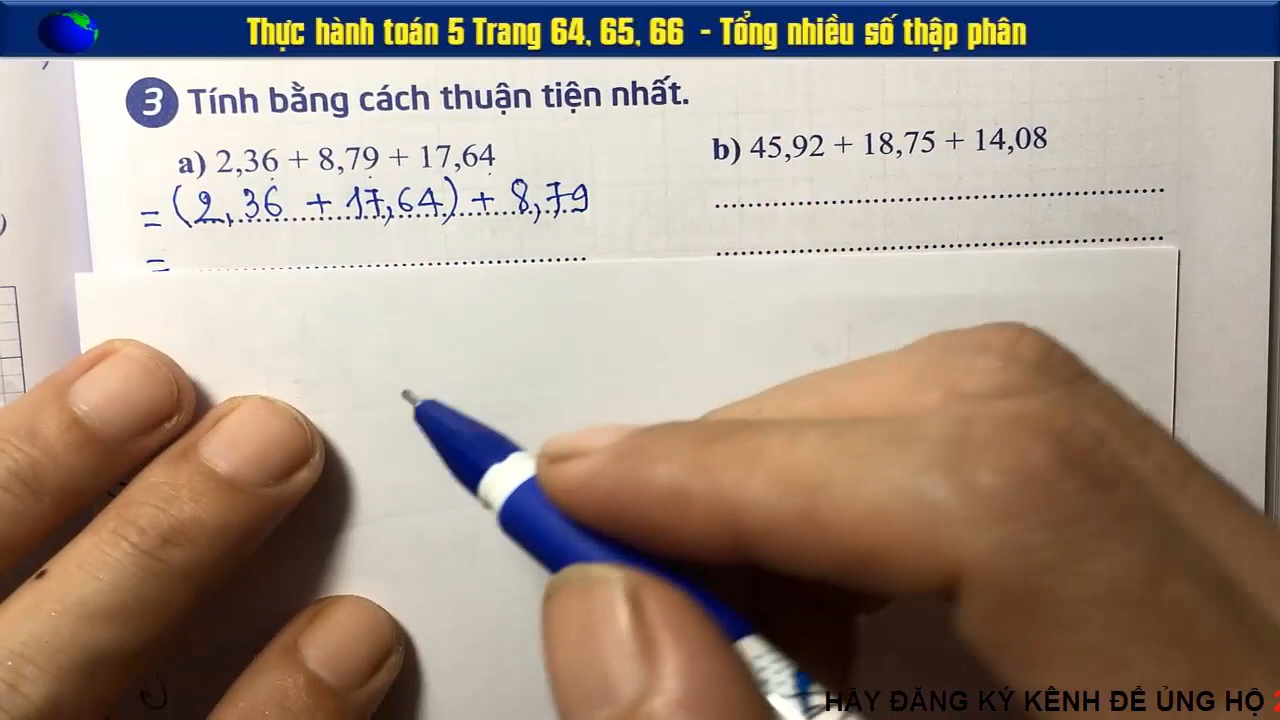 Thực hành toán 5 Trang 64, 65, 66 - Tổng nhiều số thập phân
3 Tính bằng cách thuận tiện nhất.
a) 2,36 + 8,79 + 17,64
= (2,36 + 17,64) + 8,79
=
b) 45,92 + 18,75 + 14,08
HÃY ĐĂNG KÝ KÊNH ĐỂ ỦNG HỘ